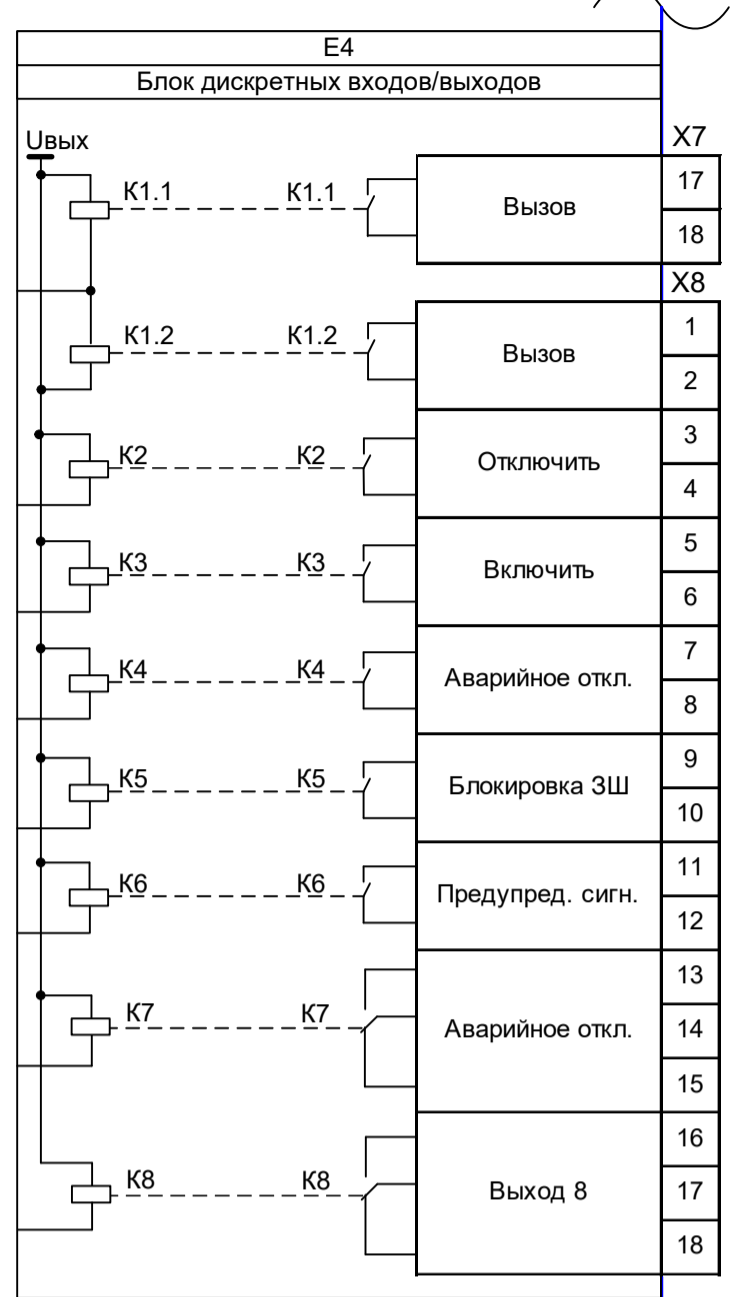 E4
Блок дискретных входов/выходов
Uвых
X7
K1.1 K1.1 Вызов 17
18
X8
K1.2 K1.2 Вызов 1
2
K2 K2 Отключить 3
4
K3 K3 Включить 5
6
K4 K4 Аварийное откл. 7
8
K5 K5 Блокировка ЗШ 9
10
K6 K6 Предупред. сигн. 11
12
13
K7 K7 Аварийное откл. 14
15
16
K8 K8 Выход 8 17
18